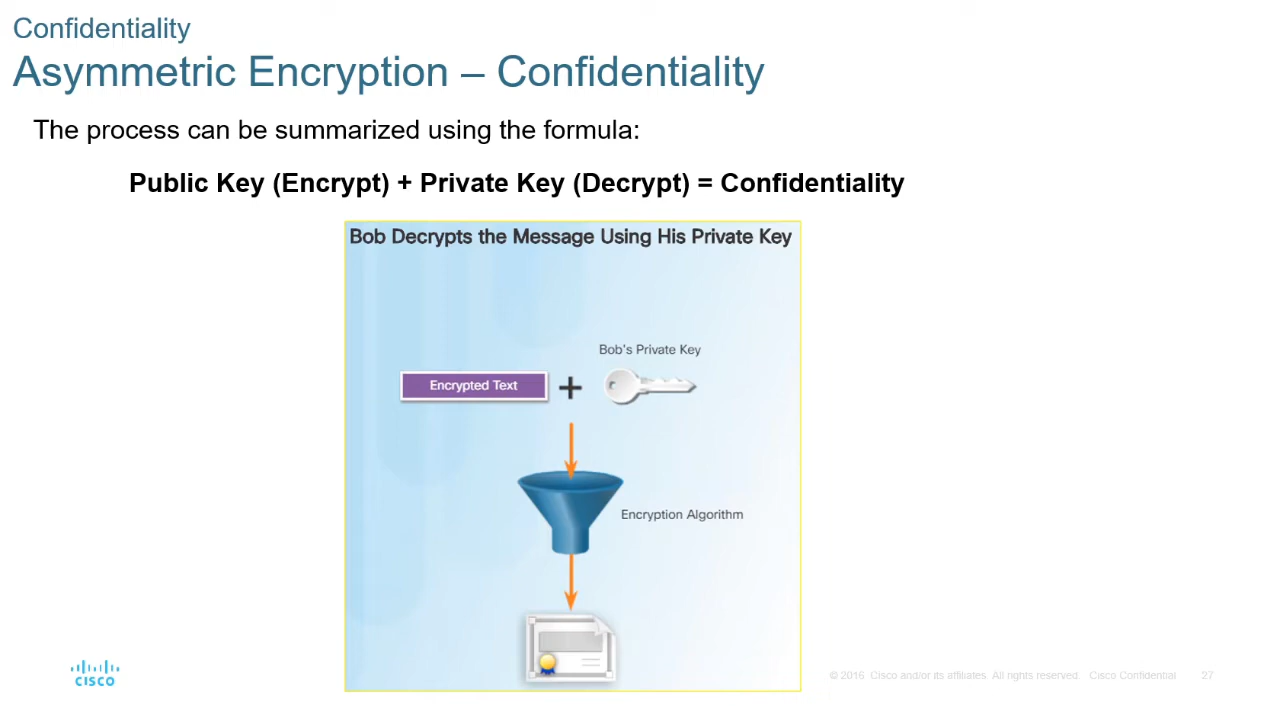 Confidentiality
Asymmetric Encryption – Confidentiality
The process can be summarized using the formula:
Public Key (Encrypt) + Private Key (Decrypt) = Confidentiality
Bob Decrypts the Message Using His Private Key
Bob's Private Key
Encrypted Text
+
Encryption Algorithm
CISCO
© 2016 Cisco and/or its affiliates. All rights reserved. Cisco Confidential 27